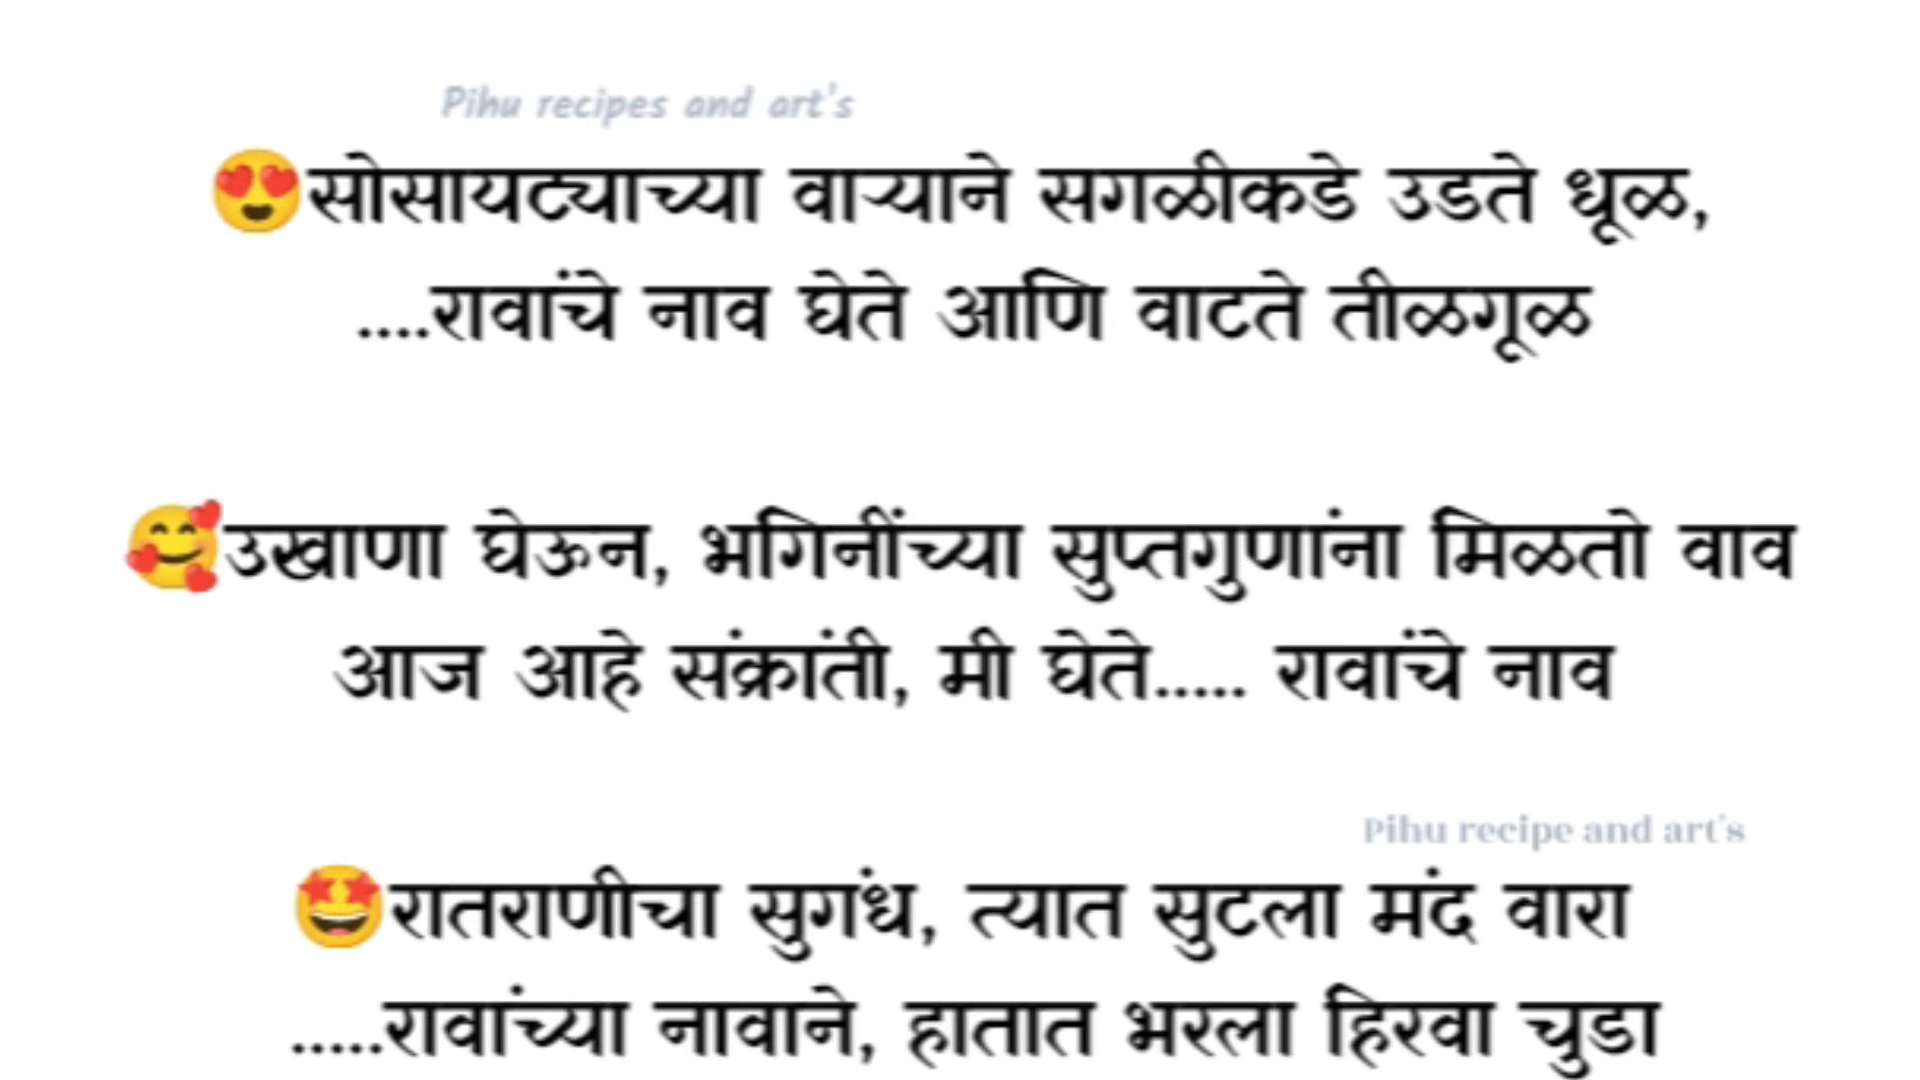 Pihu recipes and art's
😍सोसायट्याच्या वाऱ्याने सगळीकडे उडते धूळ,
....रावांचे नाव घेते आणि वाटते तीळगूळ
🥰उखाणा घेऊन, भगिनींच्या सुप्तगुणांना मिळतो वाव
आज आहे संक्रांती, मी घेते..... रावांचे नाव
Pihu recipe and art's
🤩रातराणीचा सुगंध, त्यात सुटला मंद वारा
.....रावांच्या नावाने, हातात भरला हिरवा चुडा